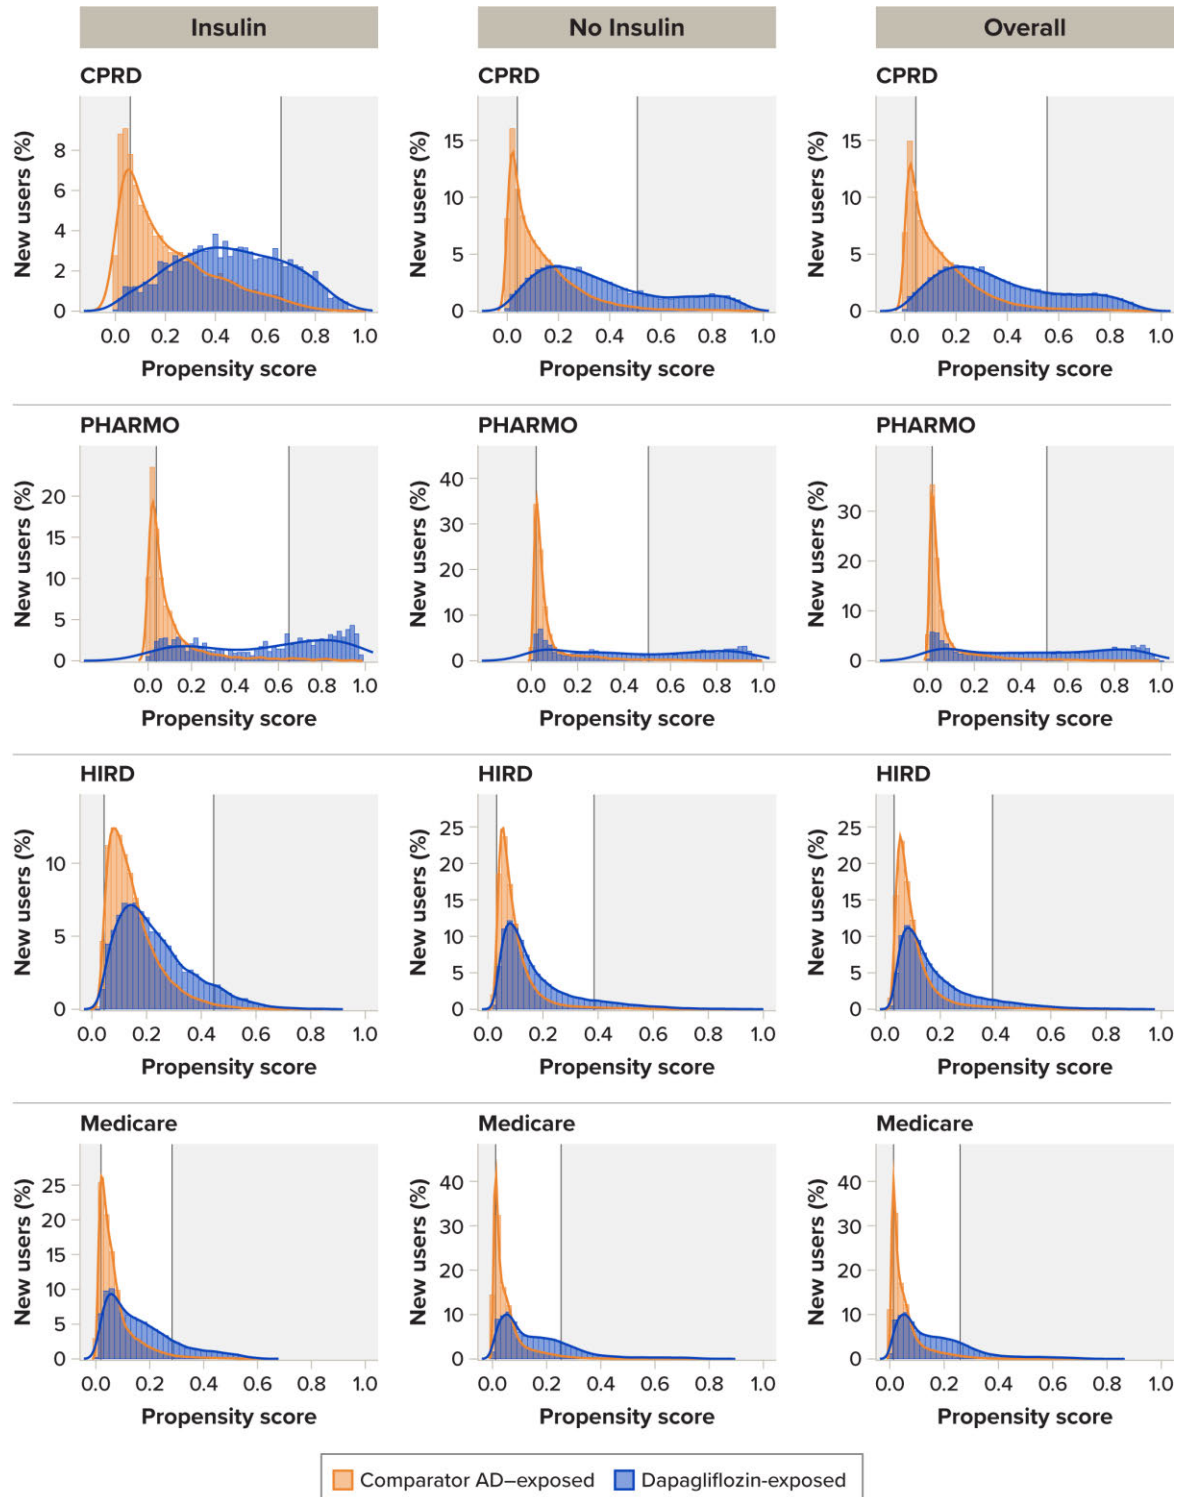 Insulin No Insulin Overall
CPRD CPRD CPRD
New users (%) New users (%) New users (%)
8 15 15
6 10 10
4 5 5
2 0 0
0
0.0 0.2 0.4 0.6 0.8 1.0 0.0 0.2 0.4 0.6 0.8 1.0 0.0 0.2 0.4 0.6 0.8 1.0
Propensity score Propensity score Propensity score
PHARMO PHARMO PHARMO
New users (%) New users (%) New users (%)
20 40 30
15 30 20
10 20 10
5 10 0
0 0
0.0 0.2 0.4 0.6 0.8 1.0 0.0 0.2 0.4 0.6 0.8 1.0 0.0 0.2 0.4 0.6 0.8 1.0
Propensity score Propensity score Propensity score
HIRD HIRD HIRD
New users (%) New users (%) New users (%)
10 25 25
5 20 20
0 15 15
10 10
5 5
0 0
0.0 0.2 0.4 0.6 0.8 1.0 0.0 0.2 0.4 0.6 0.8 1.0 0.0 0.2 0.4 0.6 0.8 1.0
Propensity score Propensity score Propensity score
Medicare Medicare Medicare
New users (%) New users (%) New users (%)
25 40 40
20 30 30
15 20 20
10 10 10
5 0 0
0
0.0 0.2 0.4 0.6 0.8 1.0 0.0 0.2 0.4 0.6 0.8 1.0 0.0 0.2 0.4 0.6 0.8 1.0
Propensity score Propensity score Propensity score
Comparator AD–exposed Dapagliflozin-exposed